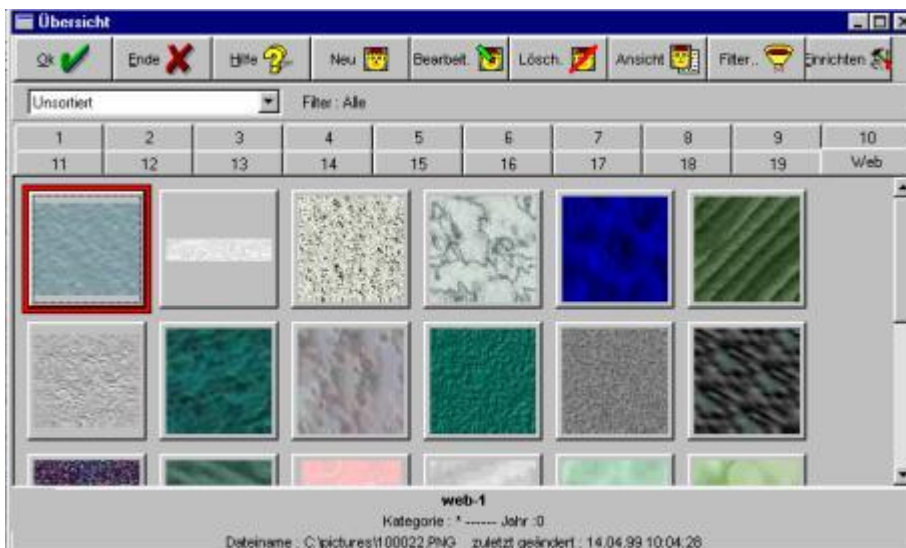 Übersicht
Ok Ende Hilfe Neu Bearbeit. Lösch. Ansicht Filter.. Einrichten
Unsortiert Filter : Alle
1 2 3 4 5 6 7 8 9 10
11 12 13 14 15 16 17 18 19 Web
web-1
Kategorie : * ------ Jahr :0
Dateiname : C:\pictures\100022.PNG zuletzt geändert : 14.04.99 10:04:28